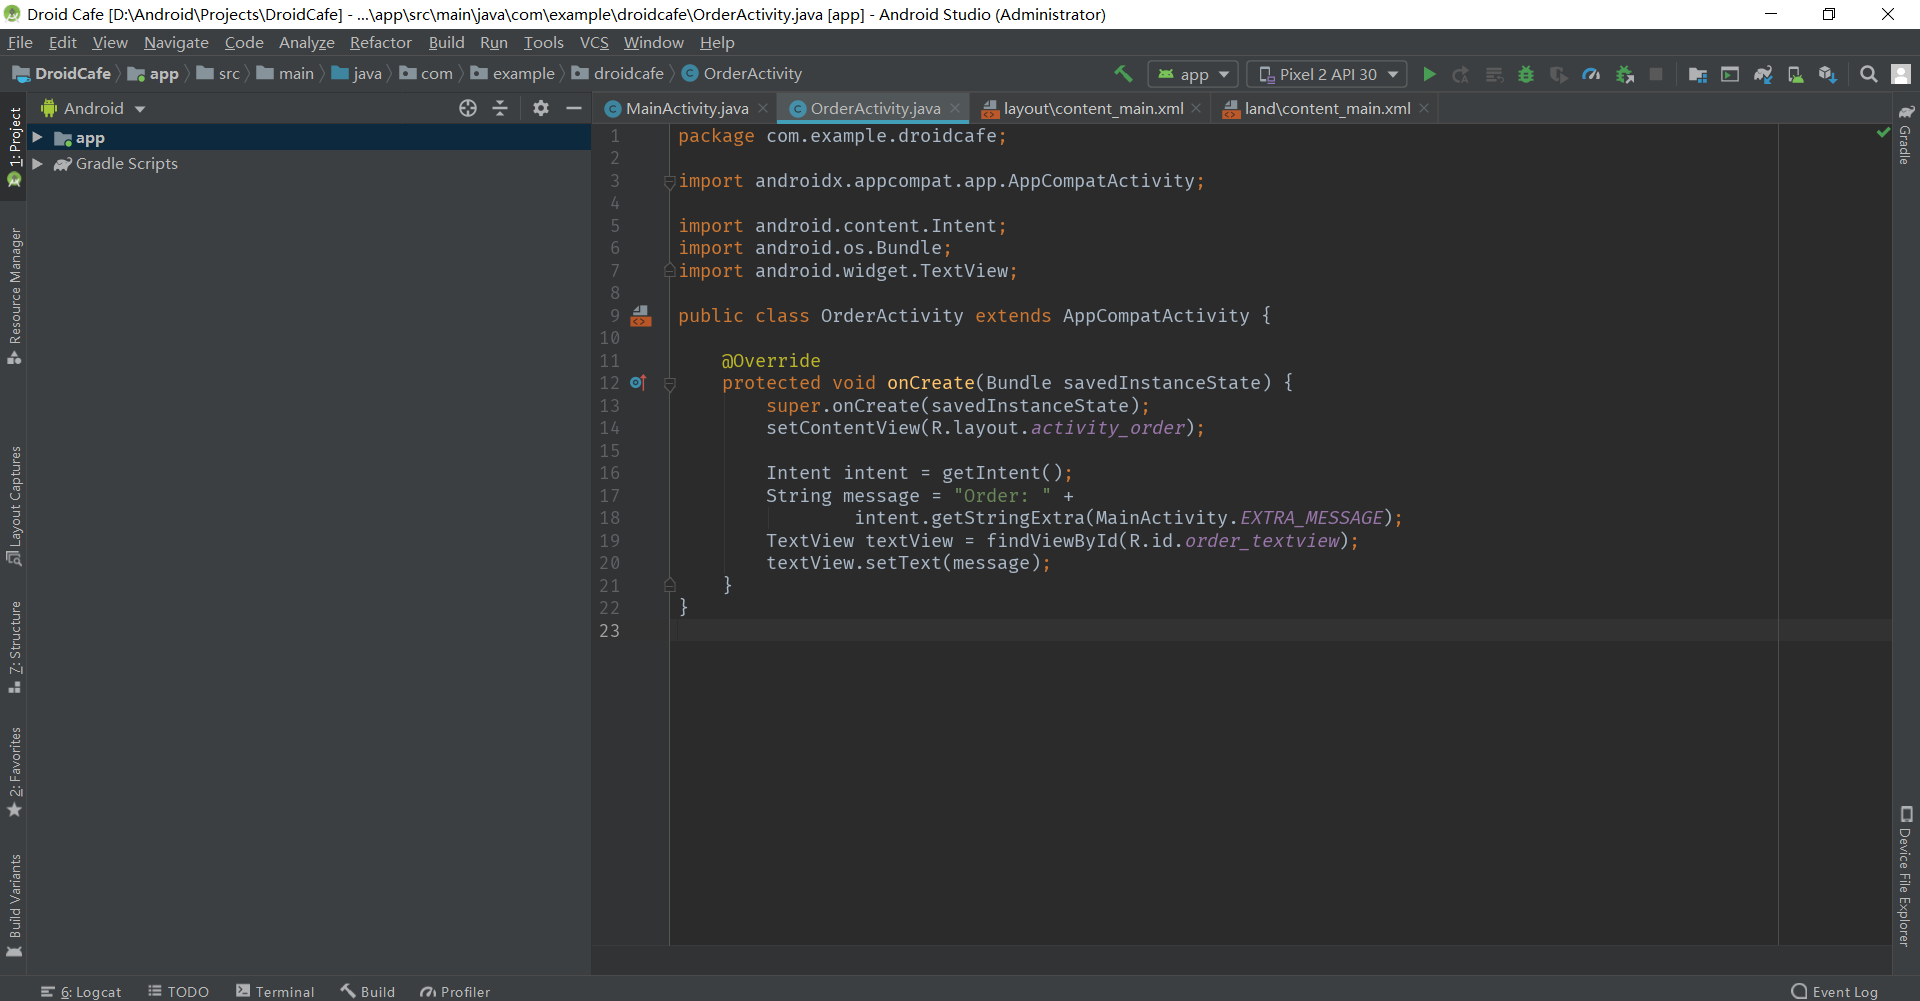 Droid Cafe [D:\Android\Projects\DroidCafe] - ...\app\src\main\java\com\example\droidcafe\OrderActivity.java [app] - Android Studio (Administrator)
File Edit View Navigate Code Analyze Refactor Build Run Tools VCS Window Help
DroidCafe app src main java com example droidcafe OrderActivity app Pixel 2 API 30
Android
MainActivity.java OrderActivity.java layout\content_main.xml land\content_main.xml
app
Gradle Scripts
1: Project
Resource Manager
Layout Captures
7: Structure
2: Favorites
Build Variants
1 package com.example.droidcafe;
2
3 import androidx.appcompat.app.AppCompatActivity;
4
5 import android.content.Intent;
6 import android.os.Bundle;
7 import android.widget.TextView;
8
9 public class OrderActivity extends AppCompatActivity {
10
11 @Override
12 protected void onCreate(Bundle savedInstanceState) {
13 super.onCreate(savedInstanceState);
14 setContentView(R.layout.activity_order);
15
16 Intent intent = getIntent();
17 String message = "Order: " +
18 intent.getStringExtra(MainActivity.EXTRA_MESSAGE);
19 TextView textView = findViewById(R.id.order_textview);
20 textView.setText(message);
21 }
22 }
23
Gradle
Device File Explorer
6: Logcat TODO Terminal Build Profiler Event Log